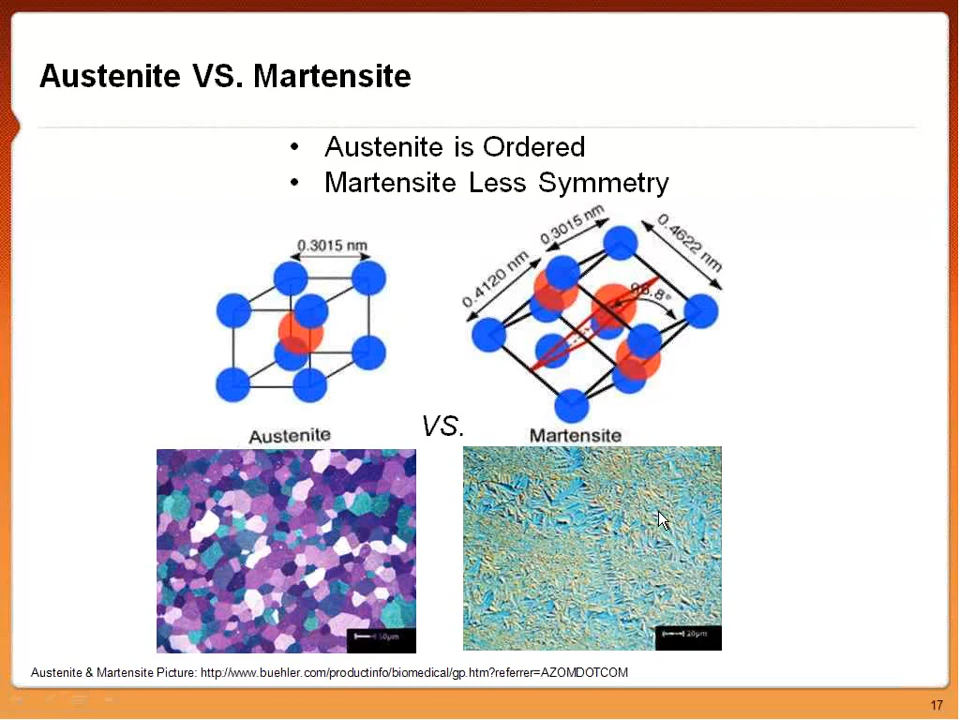 Austenite VS. Martensite
• Austenite is Ordered
• Martensite Less Symmetry
0.3015 nm
0.4120 nm
0.3015 nm
0.4622 nm
Austenite
VS.
Martensite
20µm
Austenite & Martensite Picture: http://www.buehler.com/productinfo/biomedical/gp.htm?referrer=AZOMDOTCOM
17